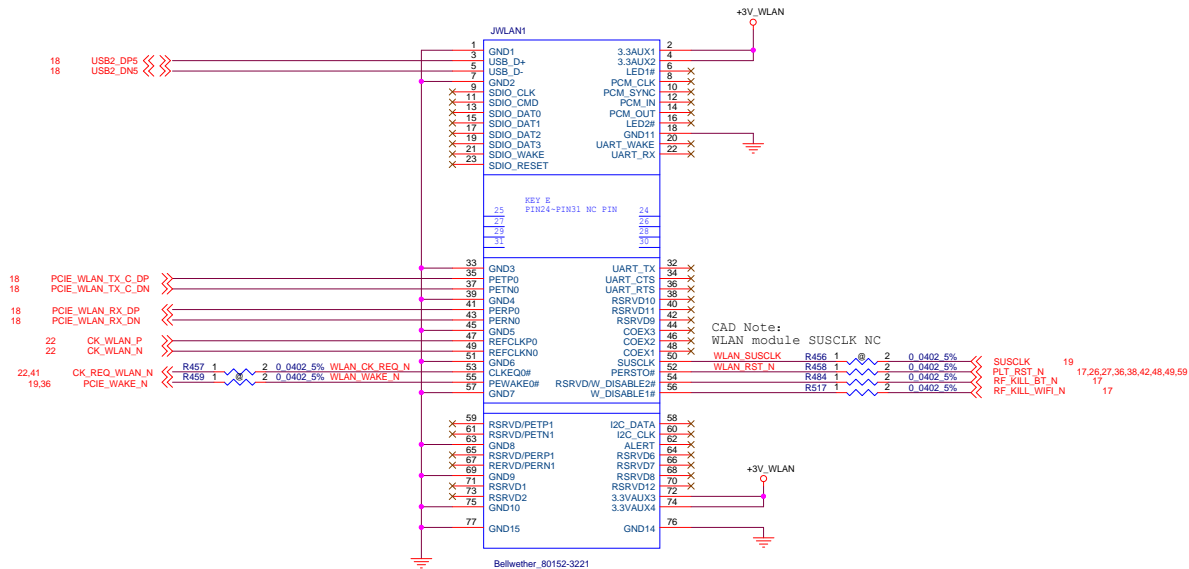 +3V_WLAN
JWLAN1
1 GND1 3.3AUX1 2
18 USB2_DP5 3 USB_D+ 3.3AUX2 4
18 USB2_DN5 5 USB_D- LED1# 6
7 GND2 PCM_CLK 8
9 SDIO_CLK PCM_SYNC 10
11 SDIO_CMD PCM_IN 12
13 SDIO_DAT0 PCM_OUT 14
15 SDIO_DAT1 LED2# 16
17 SDIO_DAT2 GND11 18
19 SDIO_DAT3 UART_WAKE 20
21 SDIO_WAKE UART_RX 22
23 SDIO_RESET
KEY E
PIN24~PIN31 NC PIN
25 24
27 26
29 28
31 30
33 GND3 UART_TX 32
18 PCIE_WLAN_TX_C_DP 35 PETP0 UART_CTS 34
18 PCIE_WLAN_TX_C_DN 37 PETN0 UART_RTS 36
39 GND4 RSRVD10 38
18 PCIE_WLAN_RX_DP 41 PERP0 RSRVD11 40
18 PCIE_WLAN_RX_DN 43 PERN0 RSRVD9 42
45 GND5 COEX3 44
22 CK_WLAN_P 47 REFCLKP0 COEX2 46
22 CK_WLAN_N 49 REFCLKN0 COEX1 48
CAD Note:
WLAN module SUSCLK NC
51 GND6 SUSCLK 50 WLAN_SUSCLK R456 1 @ 2 0_0402_5% SUSCLK 19
22,41 CK_REQ_WLAN_N R457 1 @ 2 0_0402_5% WLAN_CK_REQ_N 53 CLKEQ0# PERST0# 52 WLAN_RST_N R458 1 2 0_0402_5% PLT_RST_N 17,26,27,36,38,42,48,49,59
19,36 PCIE_WAKE_N R459 1 @ 2 0_0402_5% WLAN_WAKE_N 55 PEWAKE0# RSRVD/W_DISABLE2# 54 R484 1 2 0_0402_5% RF_KILL_BT_N 17
57 GND7 W_DISABLE1# 56 R517 1 2 0_0402_5% RF_KILL_WIFI_N 17
59 RSRVD/PETP1 I2C_DATA 58
61 RSRVD/PETN1 I2C_CLK 60
63 GND8 ALERT 62
65 RSRVD/PERP1 RSRVD6 64
67 RERVD/PERN1 RSRVD7 66
69 GND9 RSRVD8 68
71 RSRVD1 RSRVD12 70
73 RSRVD2 3.3VAUX3 72
75 GND10 3.3VAUX4 74
+3V_WLAN
77 GND15 GND14 76
Bellwether_80152-3221